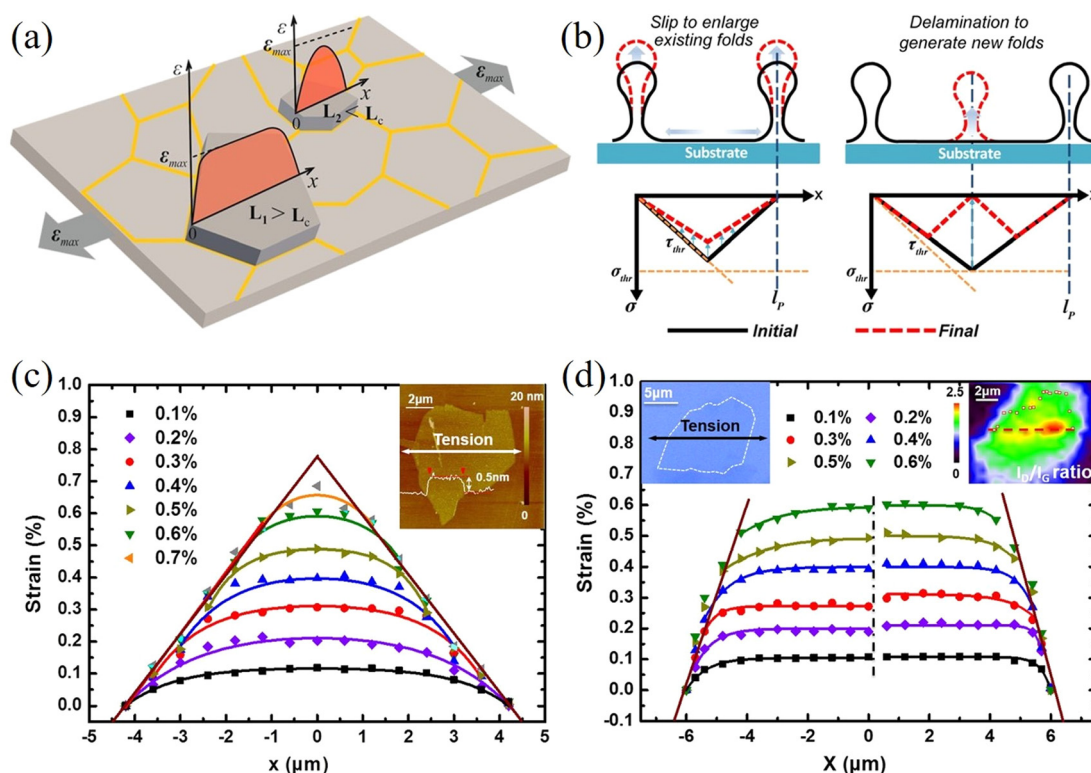 (a)
ε
ε_max
x
0
L₂ < L_c
ε_max
ε
ε_max
x
L₁ > L_c
0
ε_max
(b)
Slip to enlarge
existing folds
Delamination to
generate new folds
Substrate
Substrate
x
τ_thr
τ_thr
σ_thr
σ_thr
σ
l_P
σ
l_P
Initial
Final
(c)
1.0
0.9
0.8
0.7
0.6
0.5
0.4
0.3
0.2
0.1
0.0
Strain (%)
0.1%
0.2%
0.3%
0.4%
0.5%
0.6%
0.7%
2μm
20 nm
Tension
0.5nm
0
-5 -4 -3 -2 -1 0 1 2 3 4 5
x (μm)
(d)
1.0
0.9
0.8
0.7
0.6
0.5
0.4
0.3
0.2
0.1
0.0
-0.1
Strain (%)
5μm
Tension
2.5
2μm
0
I_D/I_G ratio
0.1% 0.2%
0.3% 0.4%
0.5% 0.6%
-6 -4 -2 0 2 4 6
X (μm)